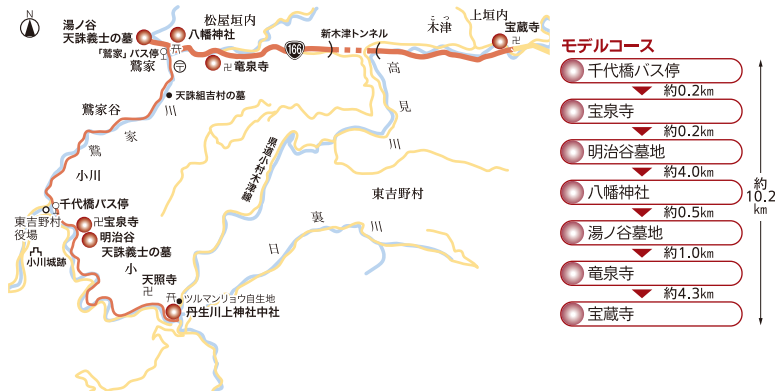 N
湯ノ谷
天誅義士の墓
松屋垣内
八幡神社
「鷲家」バス停
鷲家
竜泉寺
166
新木津トンネル
木津
こつ
上垣内
宝蔵寺
天誅組吉村の墓
鷲家谷
鷲家川
高見川
小川
県道小村木津線
東吉野村
千代橋バス停
東吉野村
役場
宝泉寺
明治谷
天誅義士の墓
小川城跡
小
天照寺
日裏川
ツルマンリョウ自生地
丹生川上神社中社
モデルコース
千代橋バス停
約0.2km
宝泉寺
約0.2km
明治谷墓地
約4.0km
八幡神社
約0.5km
湯ノ谷墓地
約1.0km
竜泉寺
約4.3km
宝蔵寺
約
10.2
km